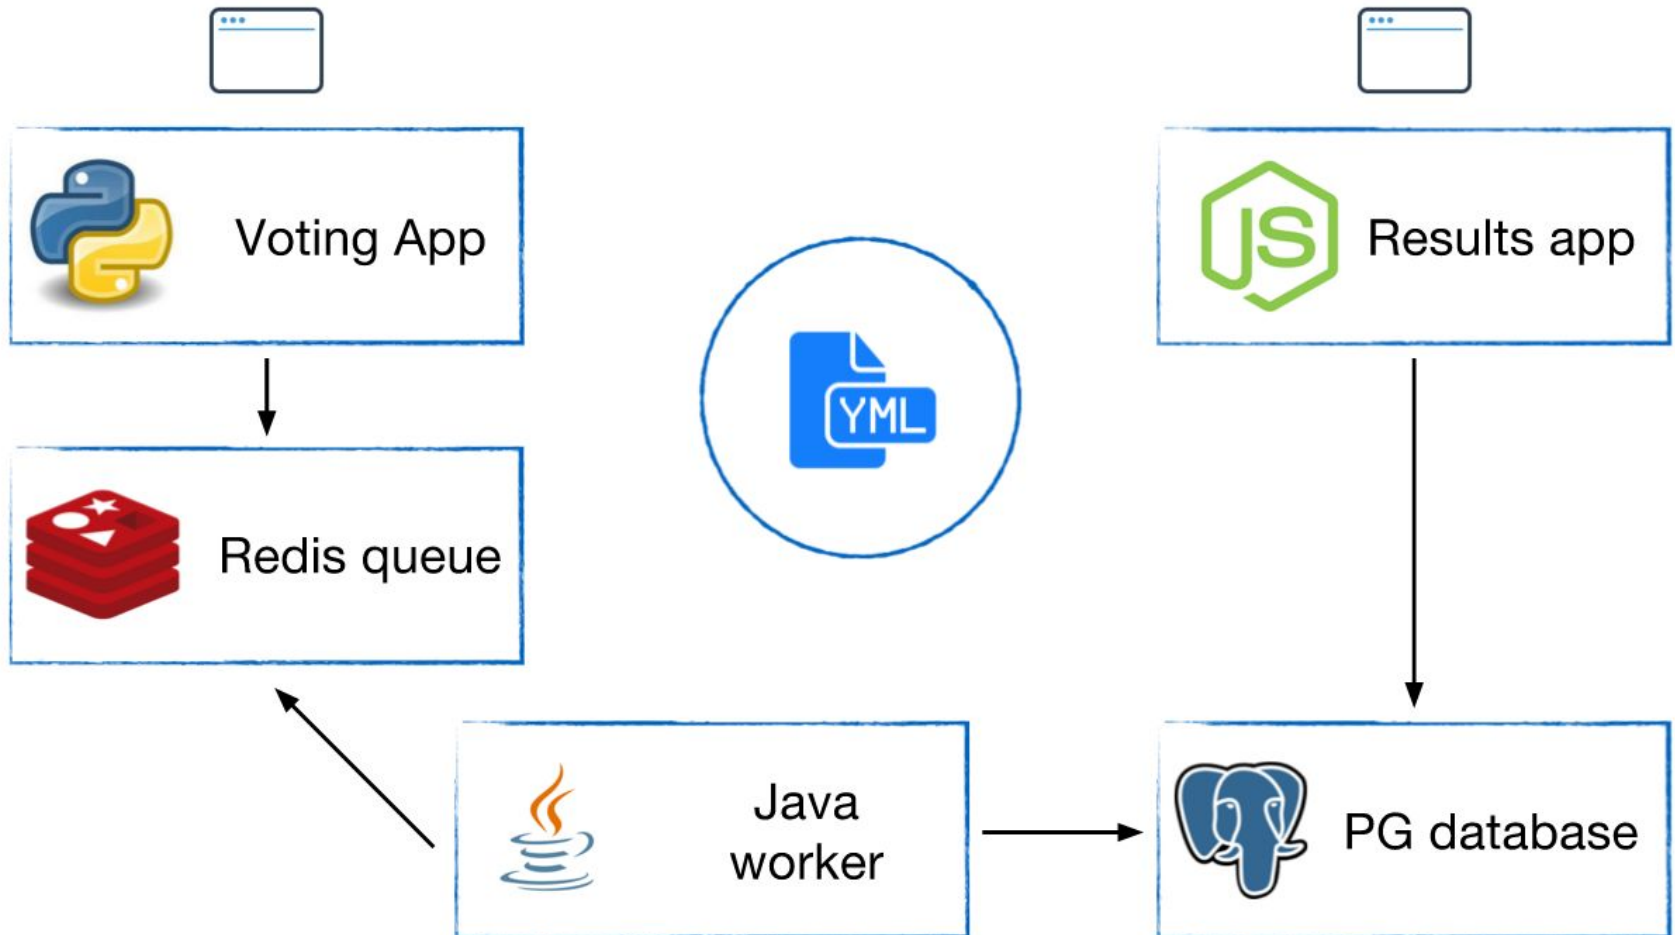 Voting App
JS
Results app
YML
Redis queue
Java
worker
PG database